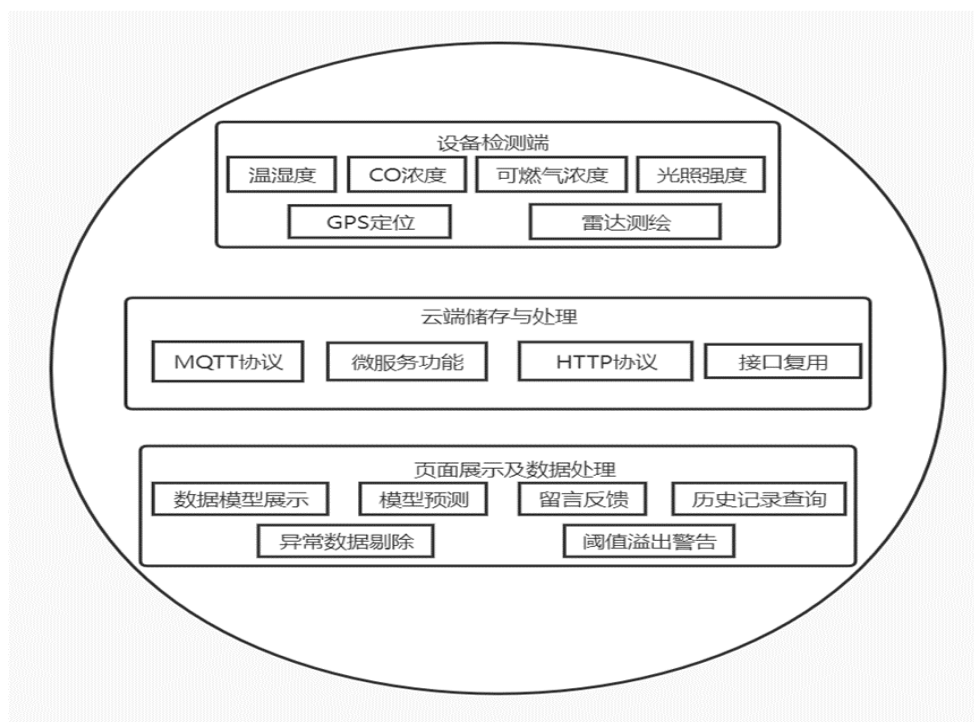 设备检测端
温湿度 CO浓度 可燃气浓度 光照强度
GPS定位 雷达测绘
云端储存与处理
MQTT协议 微服务功能 HTTP协议 接口复用
页面展示及数据处理
数据模型展示 模型预测 留言反馈 历史记录查询
异常数据剔除 阈值溢出警告